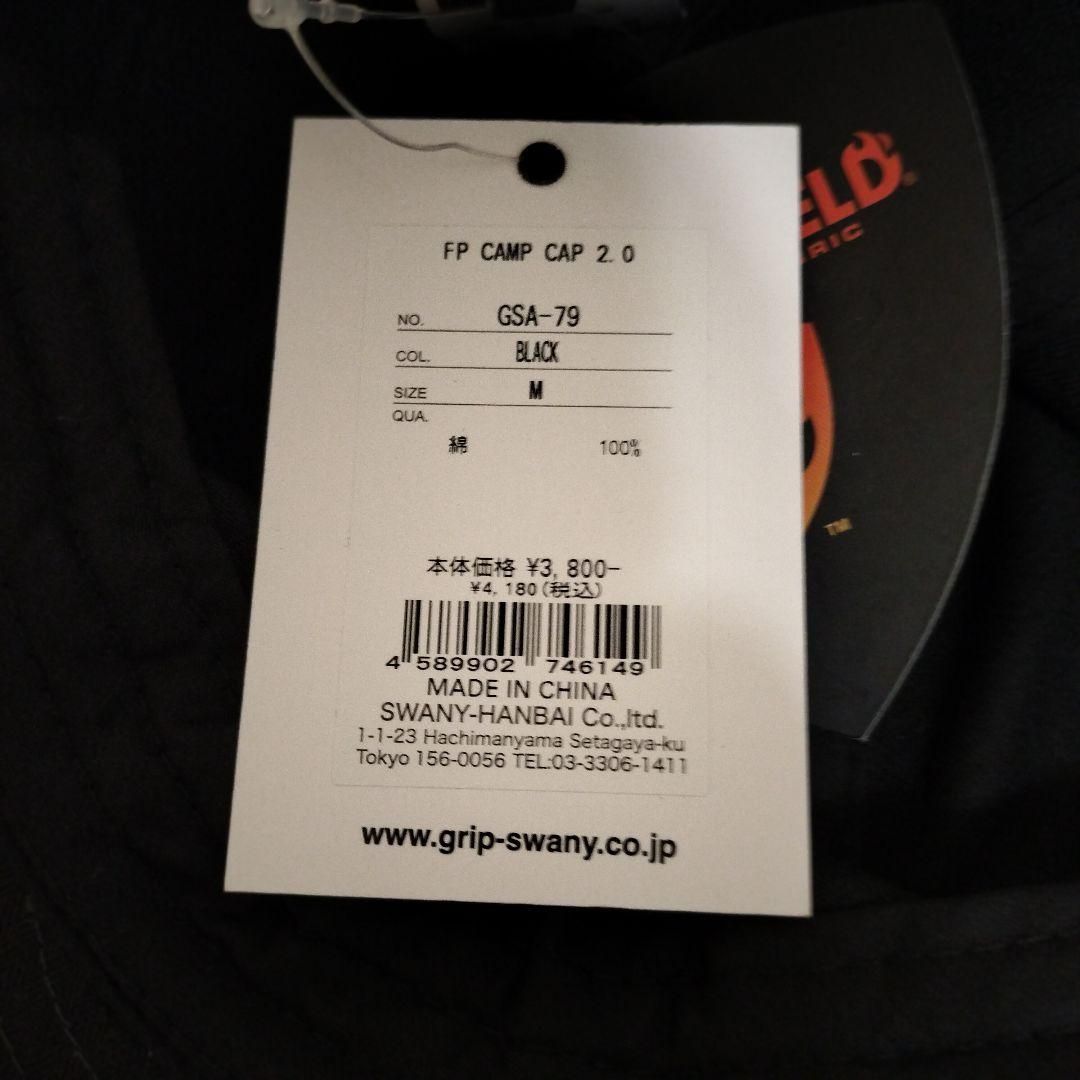 FP CAMP CAP 2.0
NO. GSA-79
COL. BLACK
SIZE M
QUA.
綿 100%
本体価格 ¥3,800-
¥4,180(税込)
4 589902 746149
MADE IN CHINA
SWANY-HANBAI Co.,ltd.
1-1-23 Hachimanyama Setagaya-ku
Tokyo 156-0056 TEL:03-3306-1411
www.grip-swany.co.jp
ELD®
RIC
TM